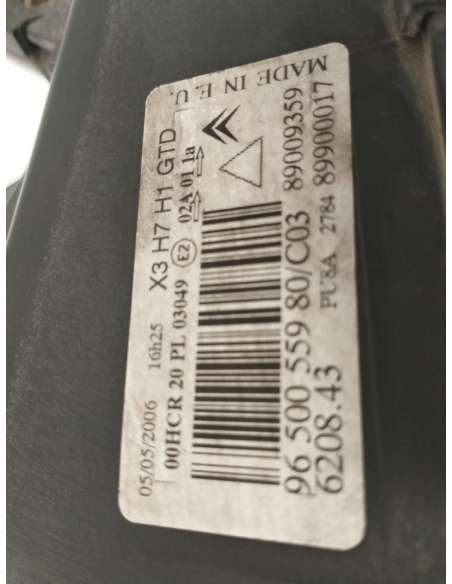 05/05/2006 16h25 X3 H7 H1 GTD
00HCR 20 PL 03049 E2 02A 01 1a
96 500 559 80/C03 89009359 MADE IN E.U.
6208.43 PU8A 2784 89900017